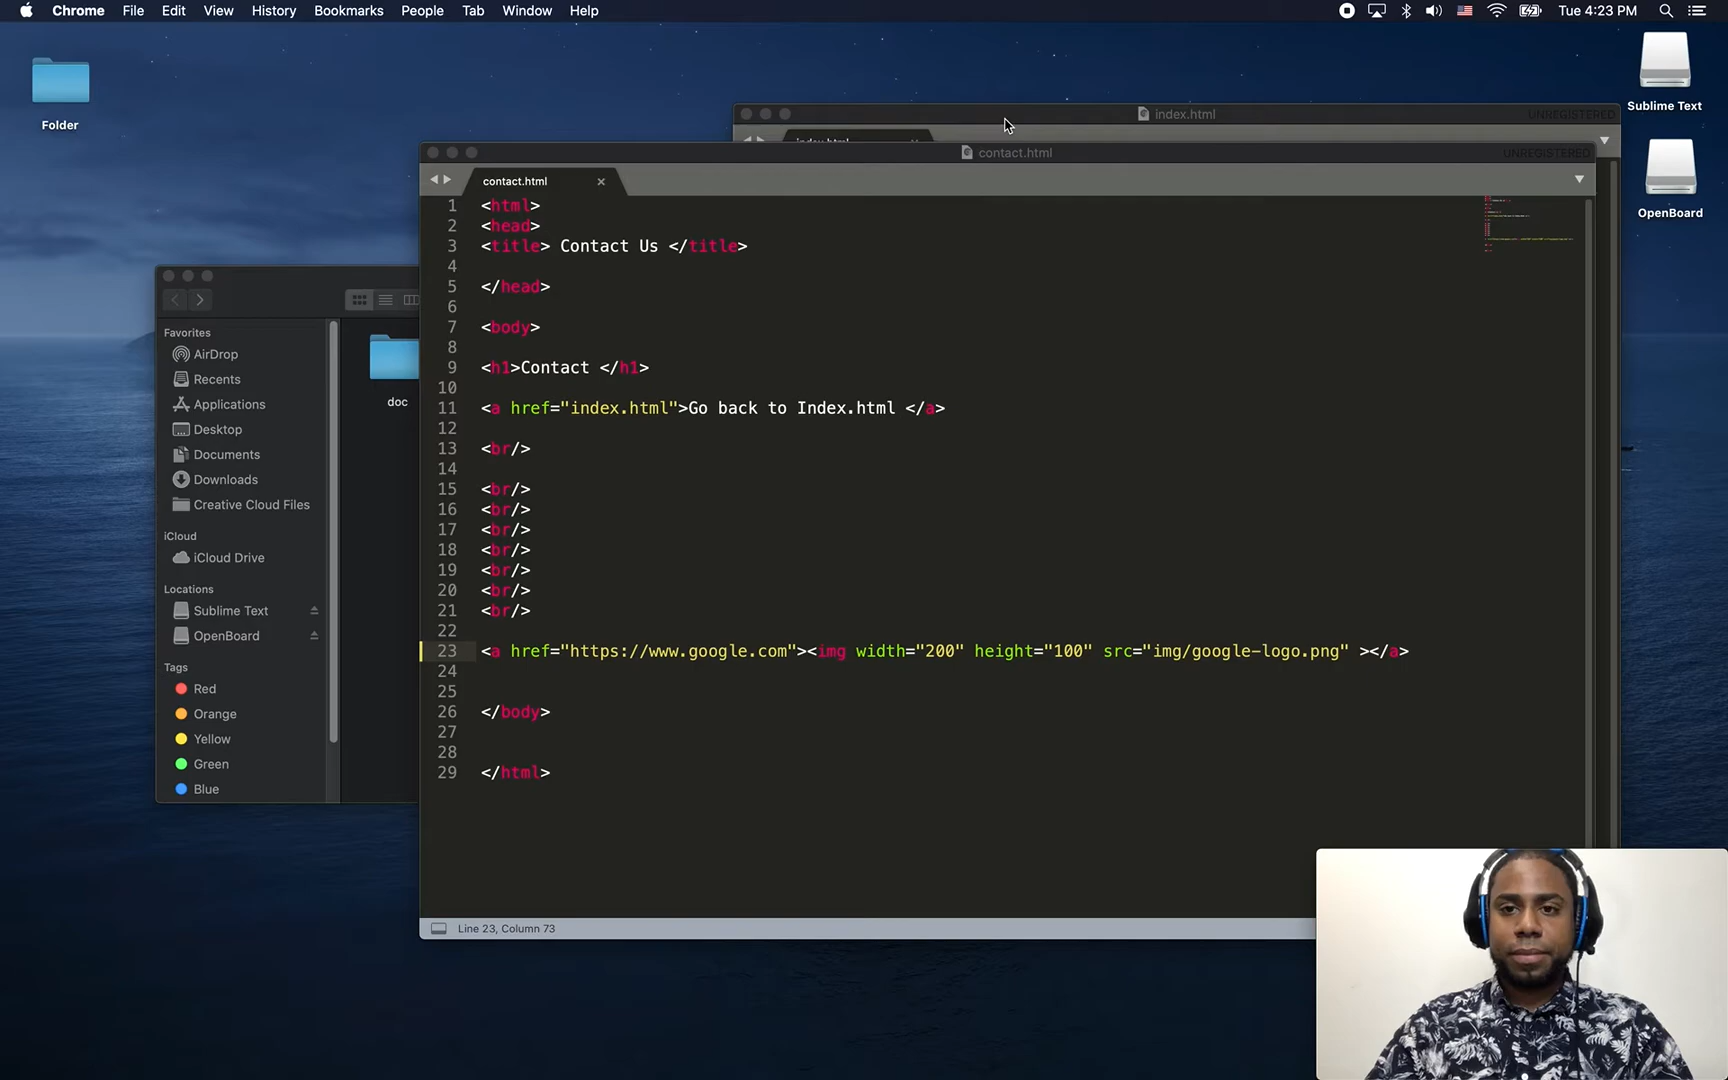 Chrome File Edit View History Bookmarks People Tab Window Help Tue 4:23 PM
Folder
Sublime Text
OpenBoard
index.html
UNREGISTERED
index.html
contact.html
UNREGISTERED
contact.html
1 <html>
2 <head>
3 <title> Contact Us </title>
4
5 </head>
6
7 <body>
8
9 <h1>Contact </h1>
10
11 <a href="index.html">Go back to Index.html </a>
12
13 <br/>
14
15 <br/>
16 <br/>
17 <br/>
18 <br/>
19 <br/>
20 <br/>
21 <br/>
22
23 <a href="https://www.google.com"><img width="200" height="100" src="img/google-logo.png" ></a>
24
25
26 </body>
27
28
29 </html>
Line 23, Column 73
Favorites
AirDrop
Recents
Applications
Desktop
Documents
Downloads
Creative Cloud Files
iCloud
iCloud Drive
Locations
Sublime Text
OpenBoard
Tags
Red
Orange
Yellow
Green
Blue
doc